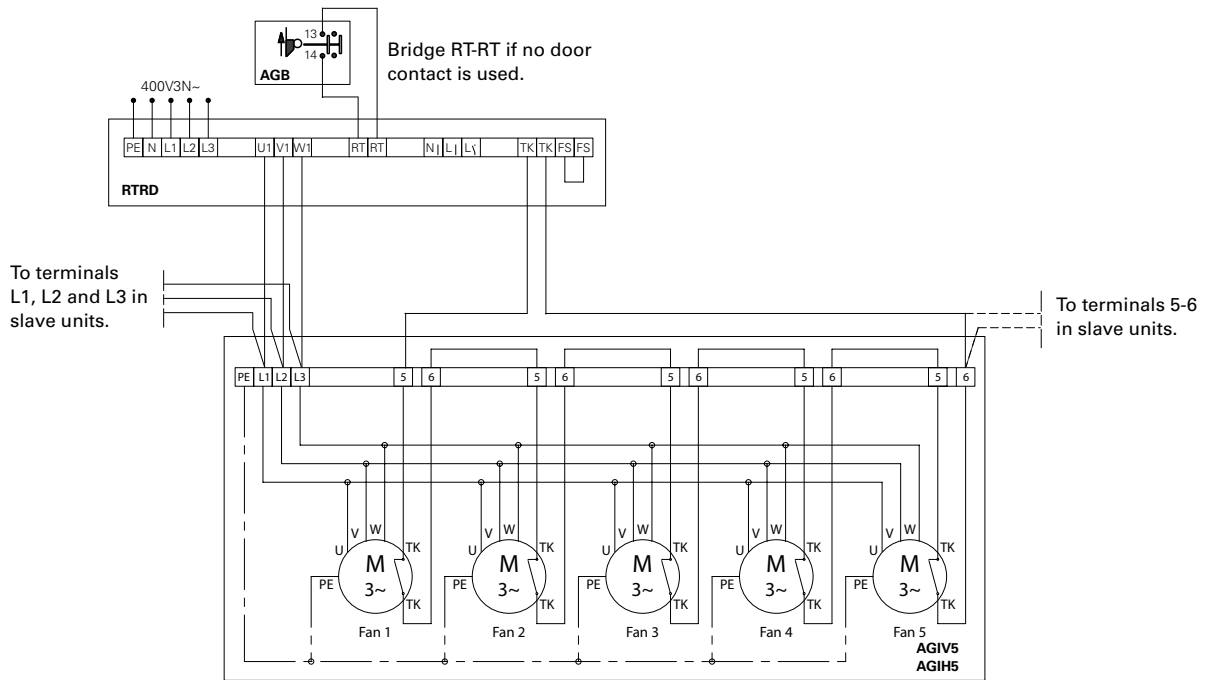 13
14
AGB
Bridge RT-RT if no door
contact is used.
400V3N~
PE N L1 L2 L3 U1 V1 W1 RT RT N L L TK TK FS FS
RTRD
To terminals
L1, L2 and L3 in
slave units.
To terminals 5-6
in slave units.
PE L1 L2 L3 5 6 5 6 5 6 5 6 5 6
U V W TK
PE M 3~ TK
Fan 1
U V W TK
PE M 3~ TK
Fan 2
U V W TK
PE M 3~ TK
Fan 3
U V W TK
PE M 3~ TK
Fan 4
U V W TK
PE M 3~ TK
Fan 5
AGIV5
AGIH5